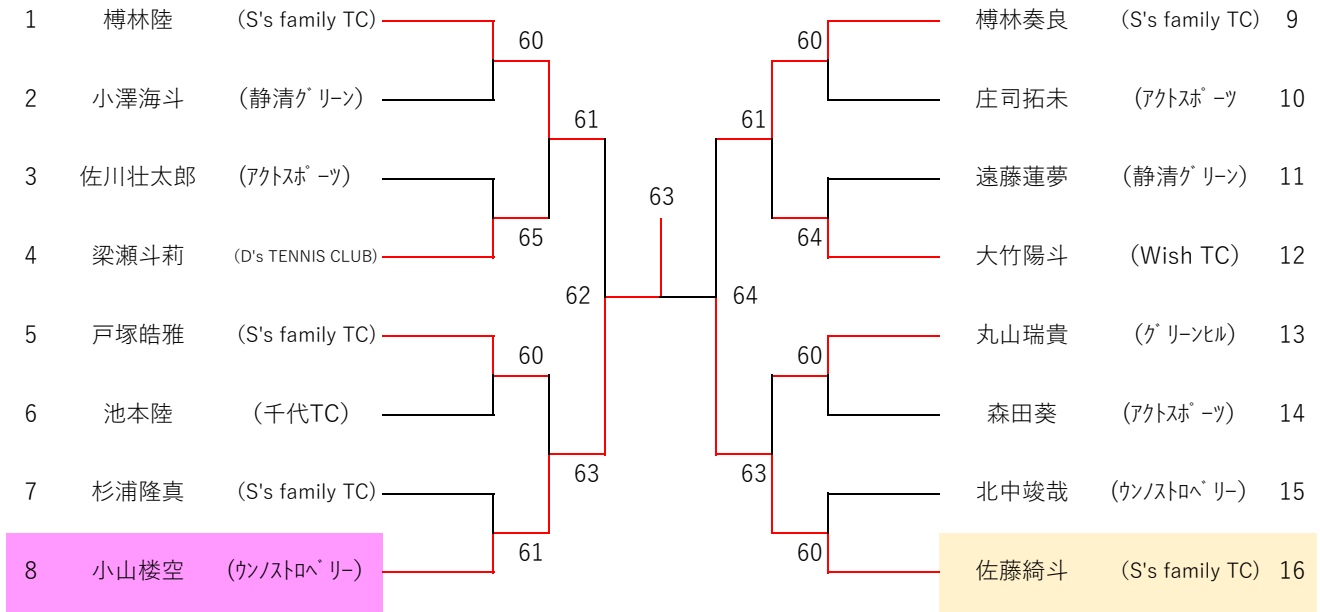 1 榑林陸 (S's family TC) 榑林奏良 (S's family TC) 9
60 60
2 小澤海斗 (静清ｸﾞﾘｰﾝ) 庄司拓未 (ｱｸﾄｽﾎﾟｰﾂ 10
61 61
3 佐川壮太郎 (ｱｸﾄｽﾎﾟｰﾂ) 遠藤蓮夢 (静清ｸﾞﾘｰﾝ) 11
63
65 64
4 梁瀬斗莉 (D's TENNIS CLUB) 大竹陽斗 (Wish TC) 12
62 64
5 戸塚皓雅 (S's family TC) 丸山瑞貴 (ｸﾞﾘｰﾝﾋﾙ) 13
60 60
6 池本陸 (千代TC) 森田葵 (ｱｸﾄｽﾎﾟｰﾂ) 14
63 63
7 杉浦隆真 (S's family TC) 北中竣哉 (ｳﾝﾉｽﾄﾛﾍﾞﾘｰ) 15
61 60
8 小山楼空 (ｳﾝﾉｽﾄﾛﾍﾞﾘｰ) 佐藤綺斗 (S's family TC) 16